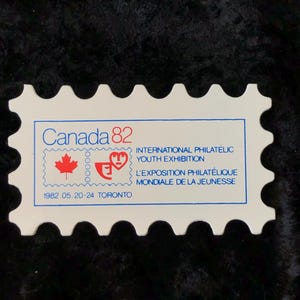 Canada 82
INTERNATIONAL PHILATELIC
YOUTH EXHIBITION
L'EXPOSITION PHILATÉLIQUE
MONDIALE DE LA JEUNESSE
1982 05 20-24 TORONTO